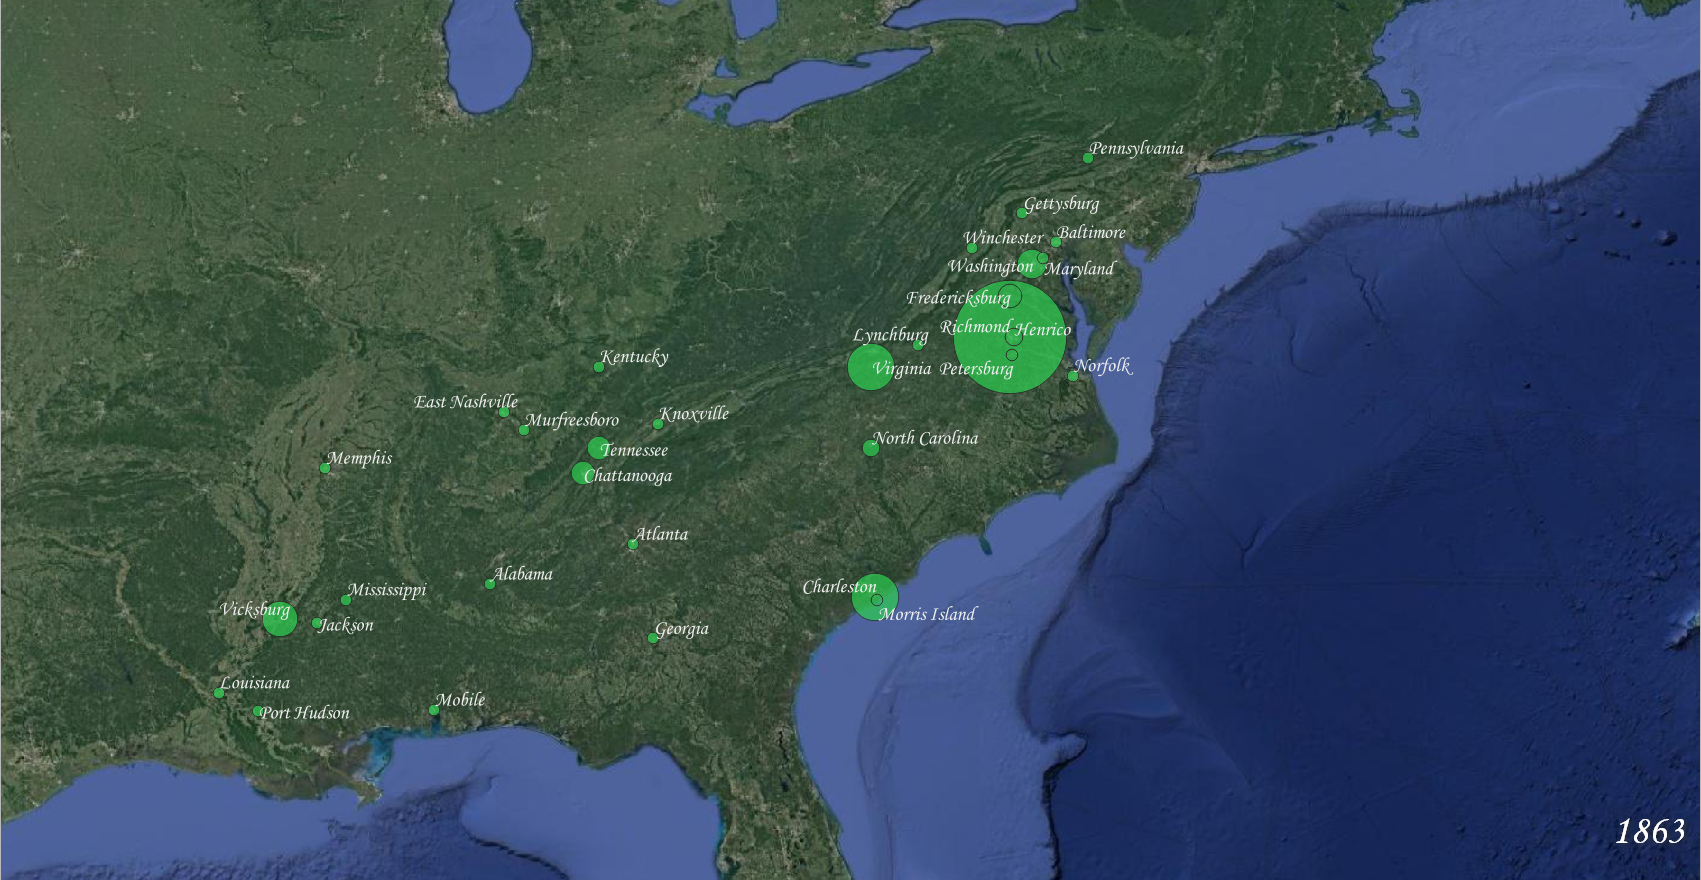 Pennsylvania
Gettysburg
Baltimore
Winchester
Washington
Maryland
Fredericksburg
Richmond
Henrico
Lynchburg
Virginia
Petersburg
Norfolk
Kentucky
East Nashville
Murfreesboro
Knoxville
North Carolina
Tennessee
Memphis
Chattanooga
Atlanta
Alabama
Charleston
Mississippi
Vicksburg
Morris Island
Jackson
Georgia
Louisiana
Mobile
Port Hudson
1863